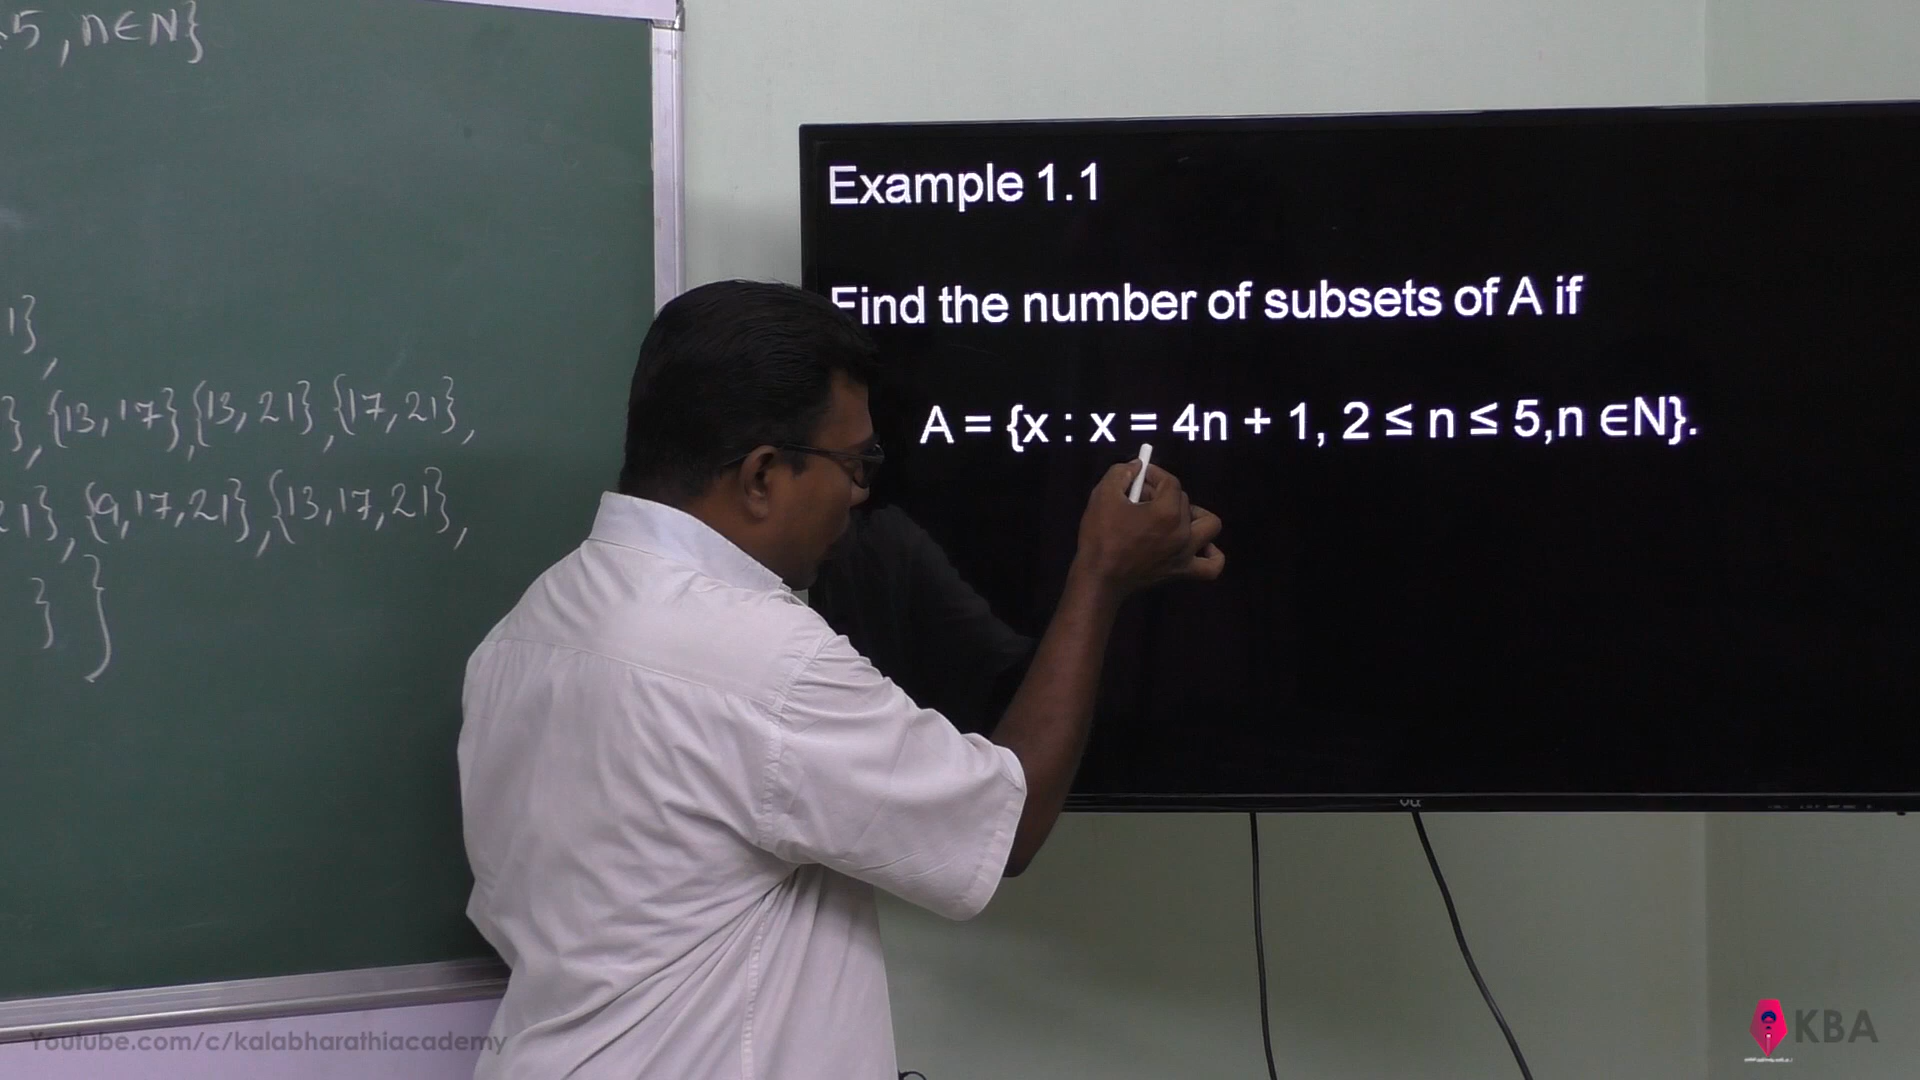 5, n∈N}
1},
}, {13,17}, {13,21}, {17,21},
21}, {9,17,21}, {13,17,21},
} }
Example 1.1
Find the number of subsets of A if
A = {x : x = 4n + 1, 2 ≤ n ≤ 5,n ∈N}.
vu
Youtube.com/c/kalabharathiacademy
KBA